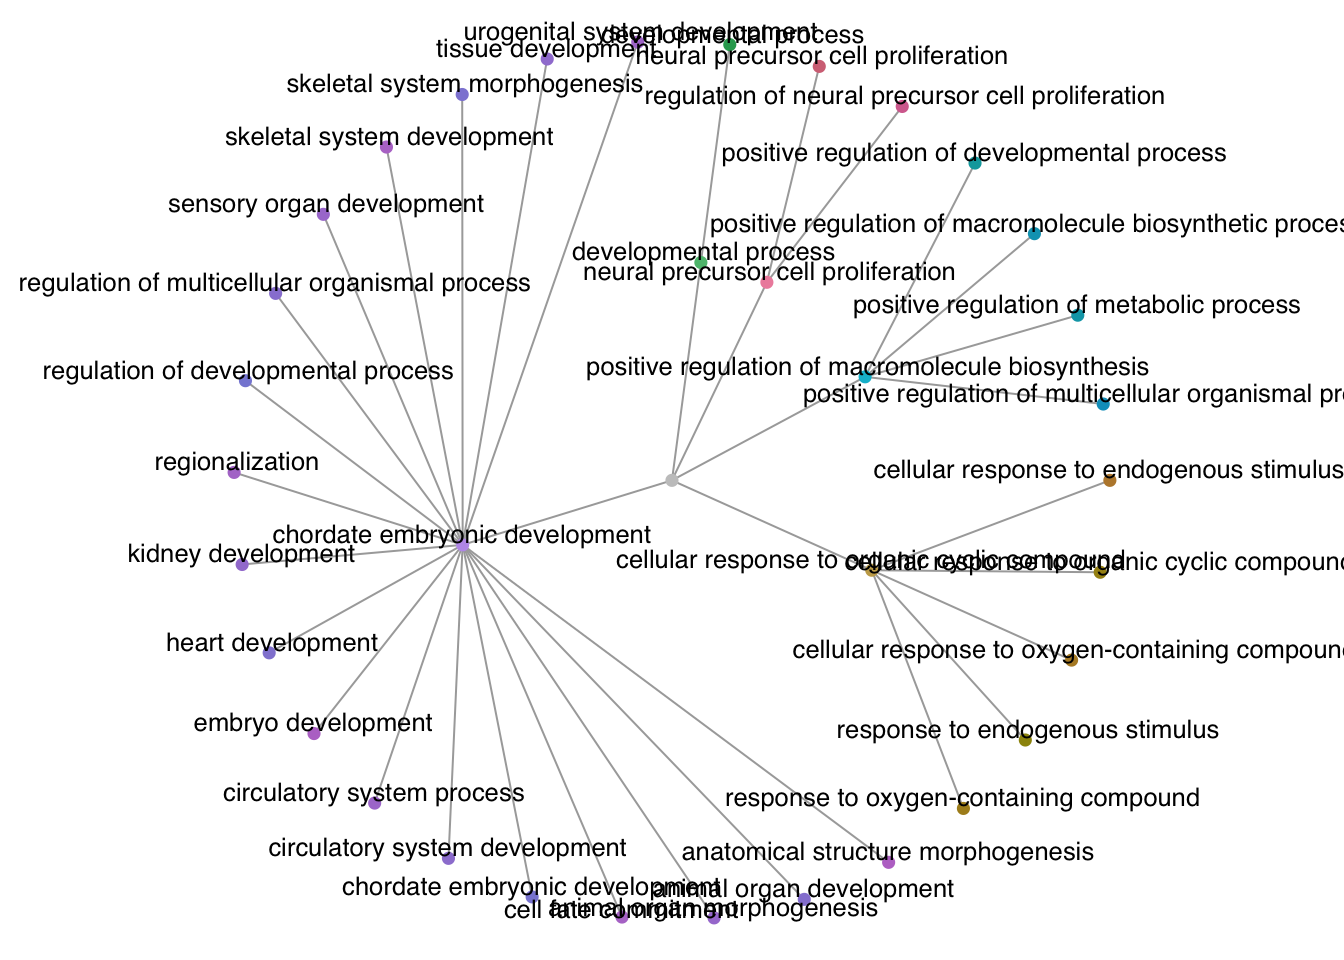 urogenital system development
developmental process
tissue development
neural precursor cell proliferation
skeletal system morphogenesis
regulation of neural precursor cell proliferation
skeletal system development
positive regulation of developmental process
sensory organ development
positive regulation of macromolecule biosynthetic proces
developmental process
neural precursor cell proliferation
regulation of multicellular organismal process
positive regulation of metabolic process
positive regulation of macromolecule biosynthesis
regulation of developmental process
positive regulation of multicellular organismal pr
regionalization
cellular response to endogenous stimulus
chordate embryonic development
kidney development
cellular response to organic cyclic compound
cellular response to organic cyclic compound
heart development
cellular response to oxygen-containing compoun
embryo development
response to endogenous stimulus
circulatory system process
response to oxygen-containing compound
circulatory system development
anatomical structure morphogenesis
chordate embryonic development
animal organ development
cell fate commitment
animal organ morphogenesis